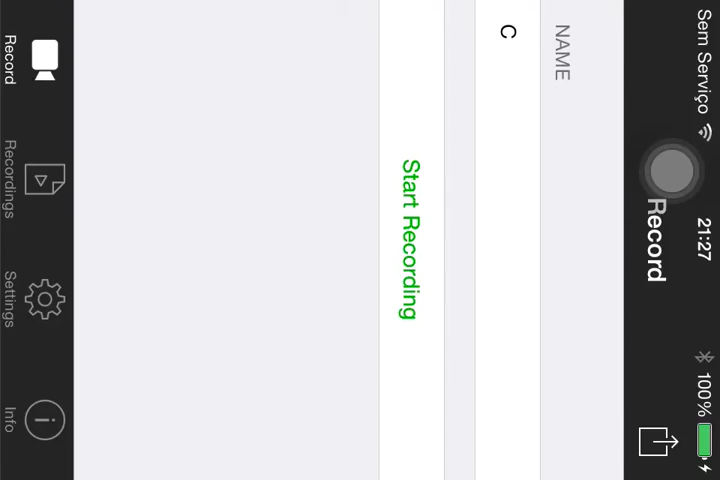 Sem Serviço 21:27 100%
Record
NAME
C
Start Recording
Record Recordings Settings Info